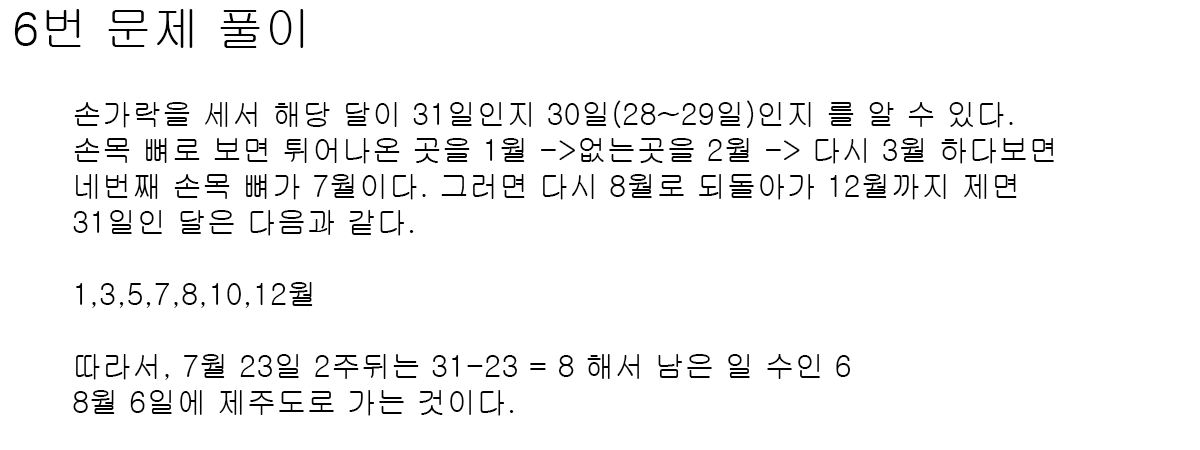 6번 문제 풀이
손가락을 세서 해당 달이 31일인지 30일(28~29일)인지 를 알 수 있다.
손목 뼈로 보면 튀어나온 곳을 1월 ->없는곳을 2월 -> 다시 3월 하다보면
네번째 손목 뼈가 7월이다. 그러면 다시 8월로 되돌아가 12월까지 제면
31일인 달은 다음과 같다.
1,3,5,7,8,10,12월
따라서, 7월 23일 2주뒤는 31-23 = 8 해서 남은 일 수인 6
8월 6일에 제주도로 가는 것이다.